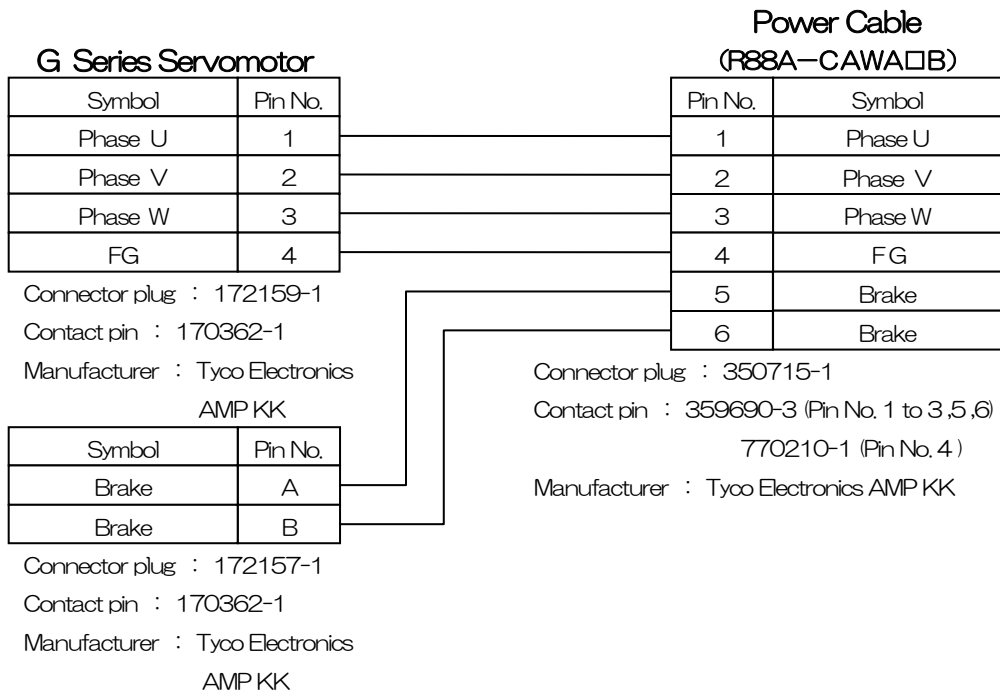 G Series Servomotor
Symbol Pin No.
Phase U 1
Phase V 2
Phase W 3
FG 4
Connector plug : 172159-1
Contact pin : 170362-1
Manufacturer : Tyco Electronics
AMP KK
Symbol Pin No.
Brake A
Brake B
Connector plug : 172157-1
Contact pin : 170362-1
Manufacturer : Tyco Electronics
AMP KK
Power Cable
(R88A-CAWA□B)
Pin No. Symbol
1 Phase U
2 Phase V
3 Phase W
4 FG
5 Brake
6 Brake
Connector plug : 350715-1
Contact pin : 359690-3 (Pin No. 1 to 3 ,5 ,6)
770210-1 (Pin No. 4 )
Manufacturer : Tyco Electronics AMP KK